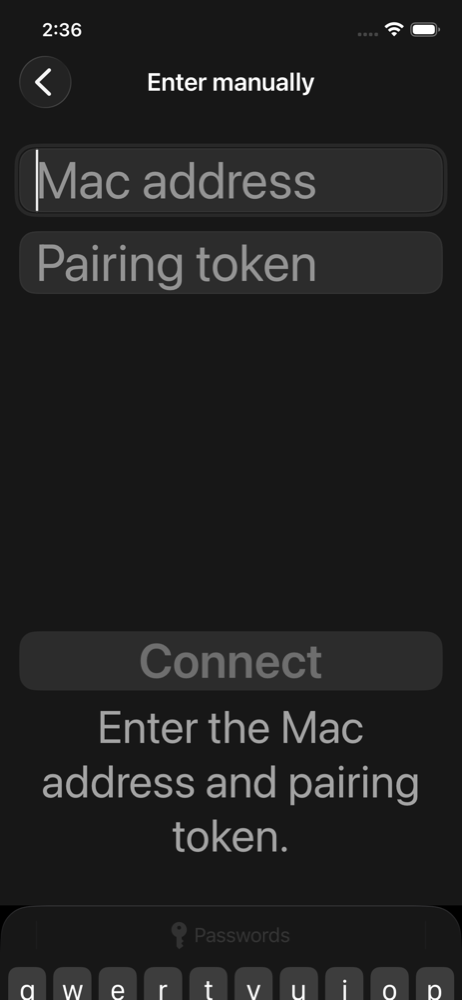 2:36
Enter manually
Mac address
Pairing token
Connect
Enter the Mac
address and pairing
token.
Passwords
q w e r t y u i o p